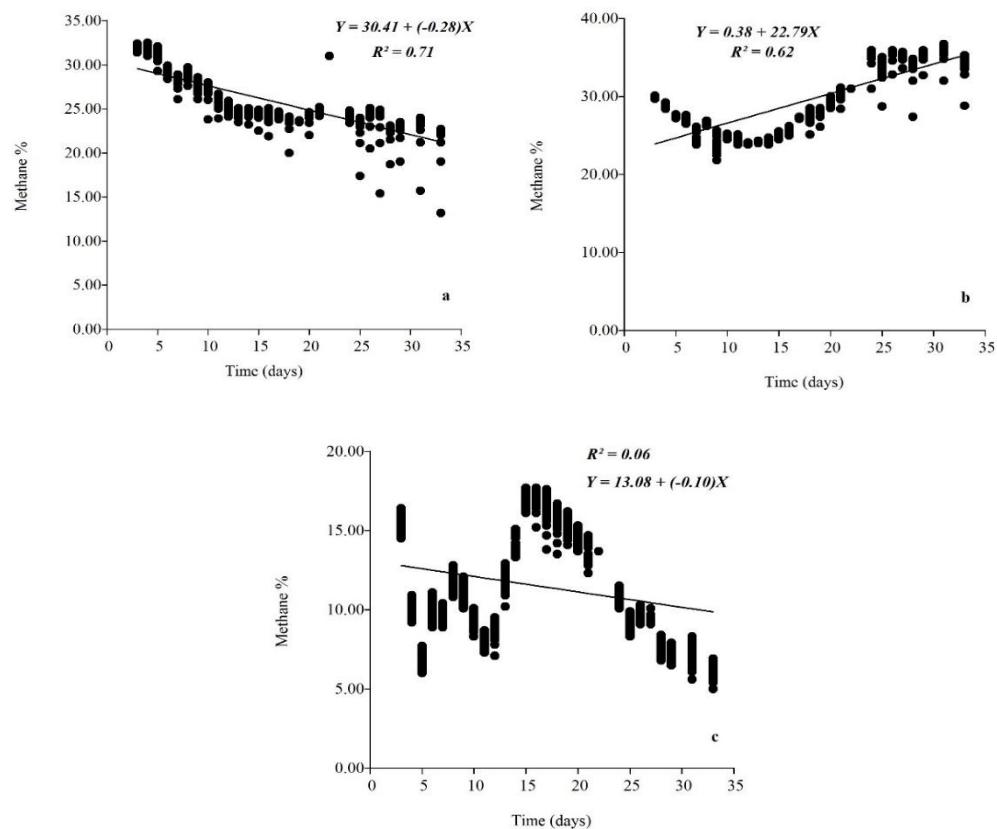 Y = 30.41 + (-0.28)X
R² = 0.71
35.00
30.00
25.00
20.00
15.00
10.00
5.00
0.00
Methane %
0 5 10 15 20 25 30 35
Time (days)
a
Y = 0.38 + 22.79X
R² = 0.62
40.00
30.00
20.00
10.00
0.00
Methane %
0 5 10 15 20 25 30 35
Time (days)
b
R² = 0.06
Y = 13.08 + (-0.10)X
20.00
15.00
10.00
5.00
0.00
Methane %
0 5 10 15 20 25 30 35
Time (days)
c